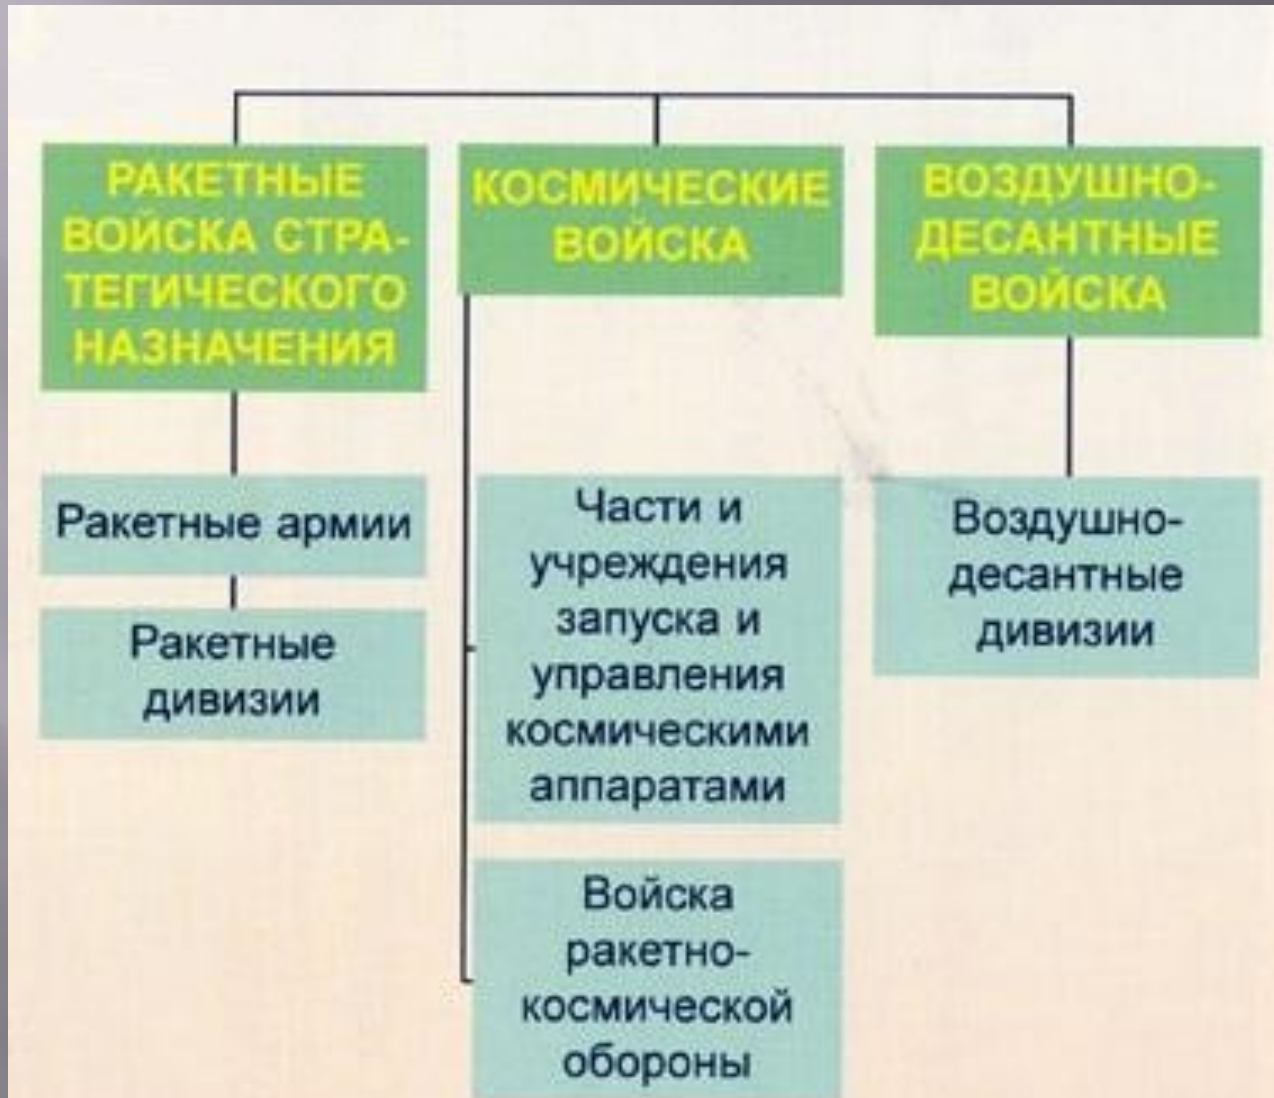 РАКЕТНЫЕ
ВОЙСКА СТРА-
ТЕГИЧЕСКОГО
НАЗНАЧЕНИЯ
Ракетные армии
Ракетные
дивизии
КОСМИЧЕСКИЕ
ВОЙСКА
Части и
учреждения
запуска и
управления
космическими
аппаратами
Войска
ракетно-
космической
обороны
ВОЗДУШНО-
ДЕСАНТНЫЕ
ВОЙСКА
Воздушно-
десантные
дивизии